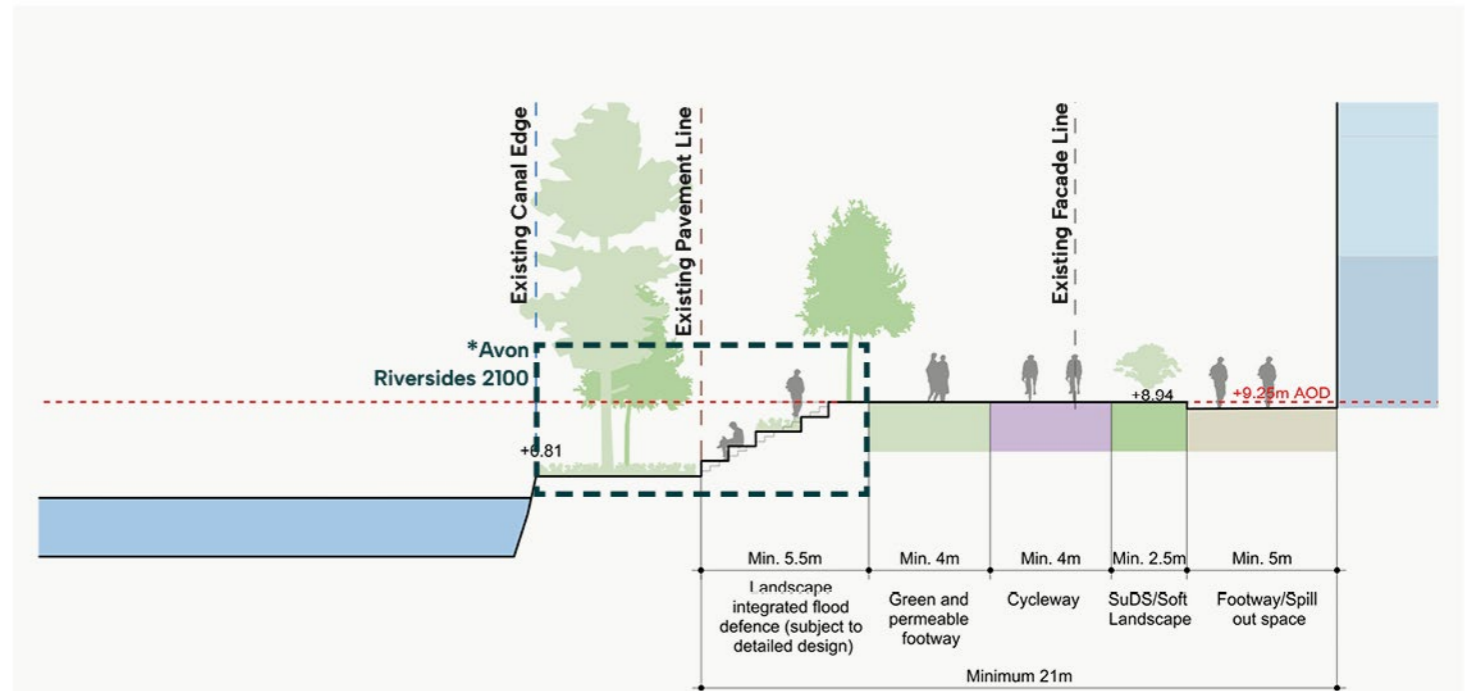 Existing Canal Edge
Existing Pavement Line
Existing Facade Line
*Avon
Riversides 2100
+6.81
+8.94
+9.25m AOD
Min. 5.5m
Min. 4m
Min. 4m
Min. 2.5m
Min. 5m
Landscape
integrated flood
defence (subject to
detailed design)
Green and
permeable
footway
Cycleway
SuDS/Soft
Landscape
Footway/Spill
out space
Minimum 21m